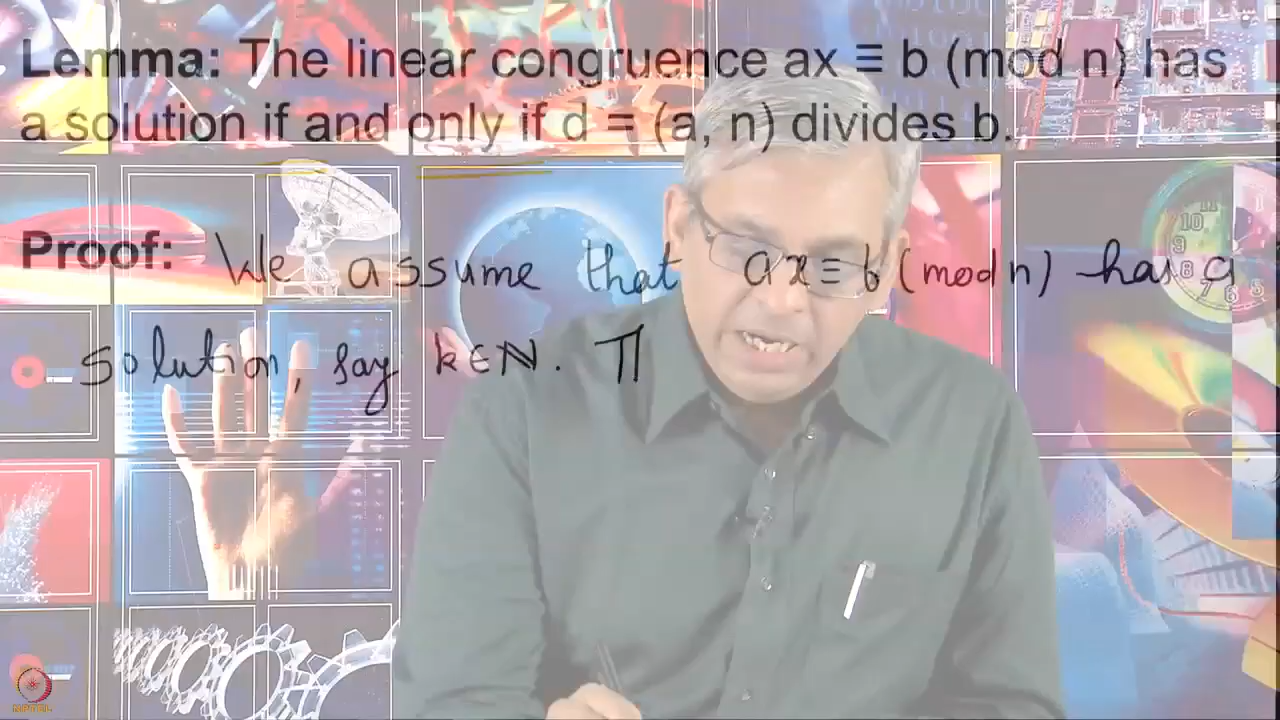 Lemma: The linear congruence ax ≡ b (mod n) has
a solution if and only if d = (a, n) divides b.
Proof: We assume that ax ≡ b (mod n) has a
solution, say k ∈ ℕ.
NPTEL